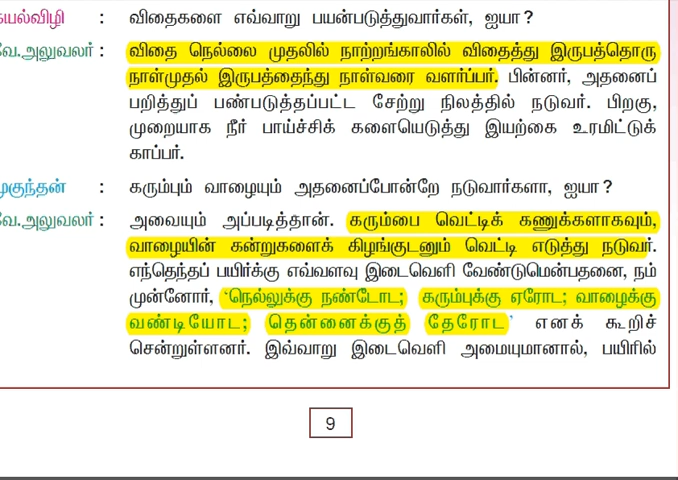 கயல்விழி : விதைகளை எவ்வாறு பயன்படுத்துவார்கள், ஐயா?
வே.அலுவலர் : விதை நெல்லை முதலில் நாற்றங்காலில் விதைத்து இருபத்தொரு
நாள்முதல் இருபத்தைந்து நாள்வரை வளர்ப்பர். பின்னர், அதனைப்
பறித்துப் பண்படுத்தப்பட்ட சேற்று நிலத்தில் நடுவர். பிறகு,
முறையாக நீர் பாய்ச்சிக் களையெடுத்து இயற்கை உரமிட்டுக்
காப்பர்.
முகுந்தன் : கரும்பும் வாழையும் அதனைப்போன்றே நடுவார்களா, ஐயா?
வே.அலுவலர் : அவையும் அப்படித்தான். கரும்பை வெட்டிக் கணுக்களாகவும்,
வாழையின் கன்றுகளைக் கிழங்குடனும் வெட்டி எடுத்து நடுவர்.
எந்தெந்தப் பயிர்க்கு எவ்வளவு இடைவெளி வேண்டுமென்பதனை, நம்
முன்னோர், ‘நெல்லுக்கு நண்டோட; கரும்புக்கு ஏரோட; வாழைக்கு
வண்டியோட; தென்னைக்குத் தேரோட’ எனக் கூறிச்
சென்றுள்ளனர். இவ்வாறு இடைவெளி அமையுமானால், பயிரில்
9